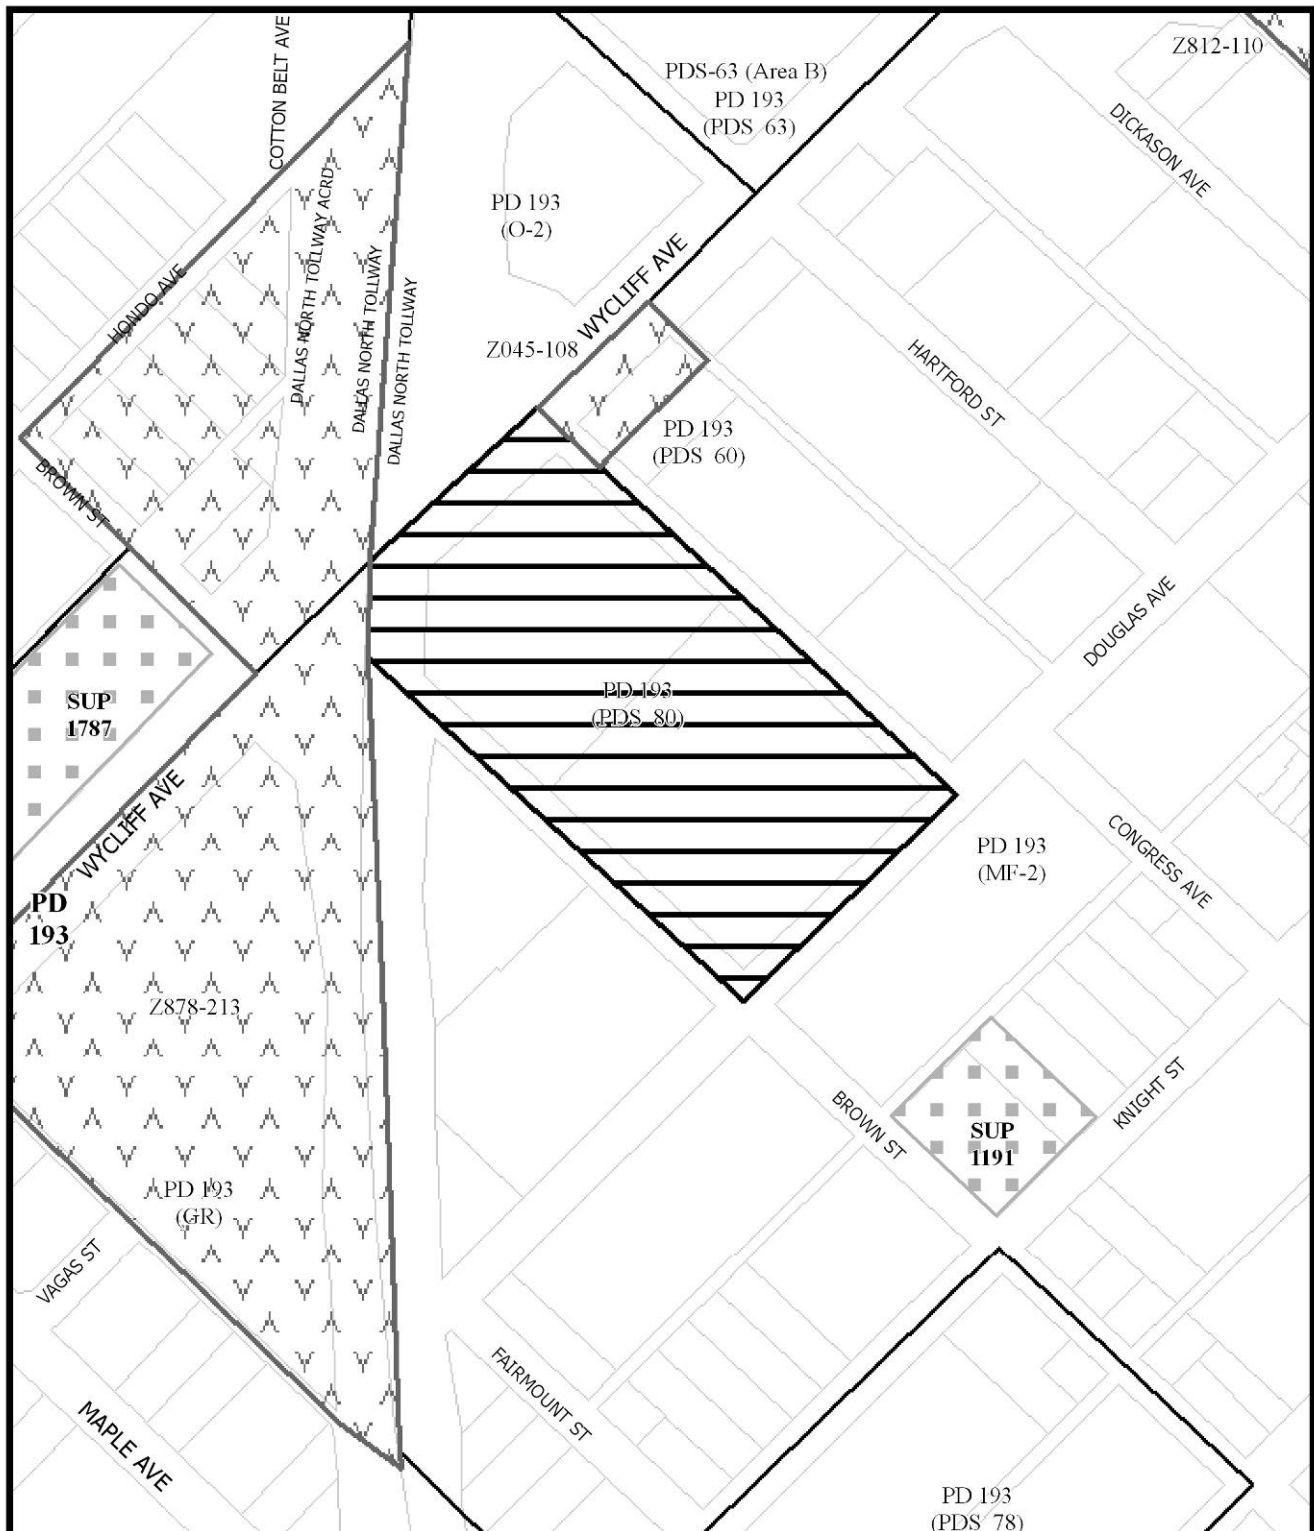 COTTON BELT AVE
Z812-110
PDS-63 (Area B)
PD 193
(PDS 63)
DICKASON AVE
PD 193
(O-2)
DALLAS NORTH TOLLWAY ACRD
DALLAS NORTH TOLLWAY
DALLAS NORTH TOLLWAY
HONDO AVE
WYCLIFF AVE
Z045-108
HARTFORD ST
PD 193
(PDS 60)
BROWN ST
DOUGLAS AVE
SUP
1787
PD 193
(PDS 80)
WYCLIFF AVE
PD 193
(MF-2)
CONGRESS AVE
PD
193
Z878-213
KNIGHT ST
BROWN ST
SUP
1191
PD 193
(GR)
VAGAS ST
FAIRMOUNT ST
MAPLE AVE
PD 193
(PDS 78)